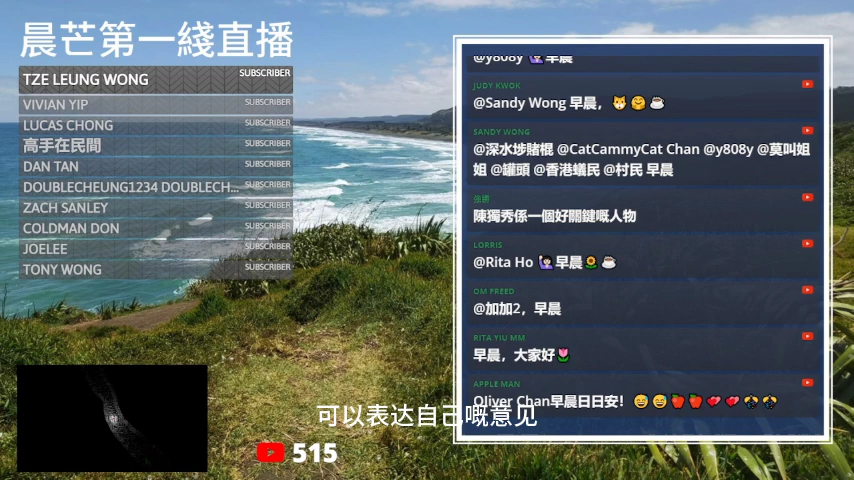 晨芒第一綫直播
TZE LEUNG WONG SUBSCRIBER
VIVIAN YIP SUBSCRIBER
LUCAS CHONG SUBSCRIBER
高手在民間 SUBSCRIBER
DAN TAN SUBSCRIBER
DOUBLECHEUNG1234 DOUBLECH... SUBSCRIBER
ZACH SANLEY SUBSCRIBER
COLDMAN DON SUBSCRIBER
JOELEE SUBSCRIBER
TONY WONG SUBSCRIBER
@y808y 🙋🏻‍♀️早晨
JUDY KWOK
@Sandy Wong 早晨，🐱🤗☕
SANDY WONG
@深水埗賭棍 @CatCammyCat Chan @y808y @莫叫姐
姐 @罐頭 @香港蟻民 @村民 早晨
強勝
陳獨秀係一個好關鍵嘅人物
LORRIS
@Rita Ho 🙋🏻‍♀️早晨🌻☕
OM FREED
@加加2，早晨
RITA YIU MM
早晨，大家好🌷
APPLE MAN
Oliver Chan早晨日日安！
可以表达自己嘅意见
515